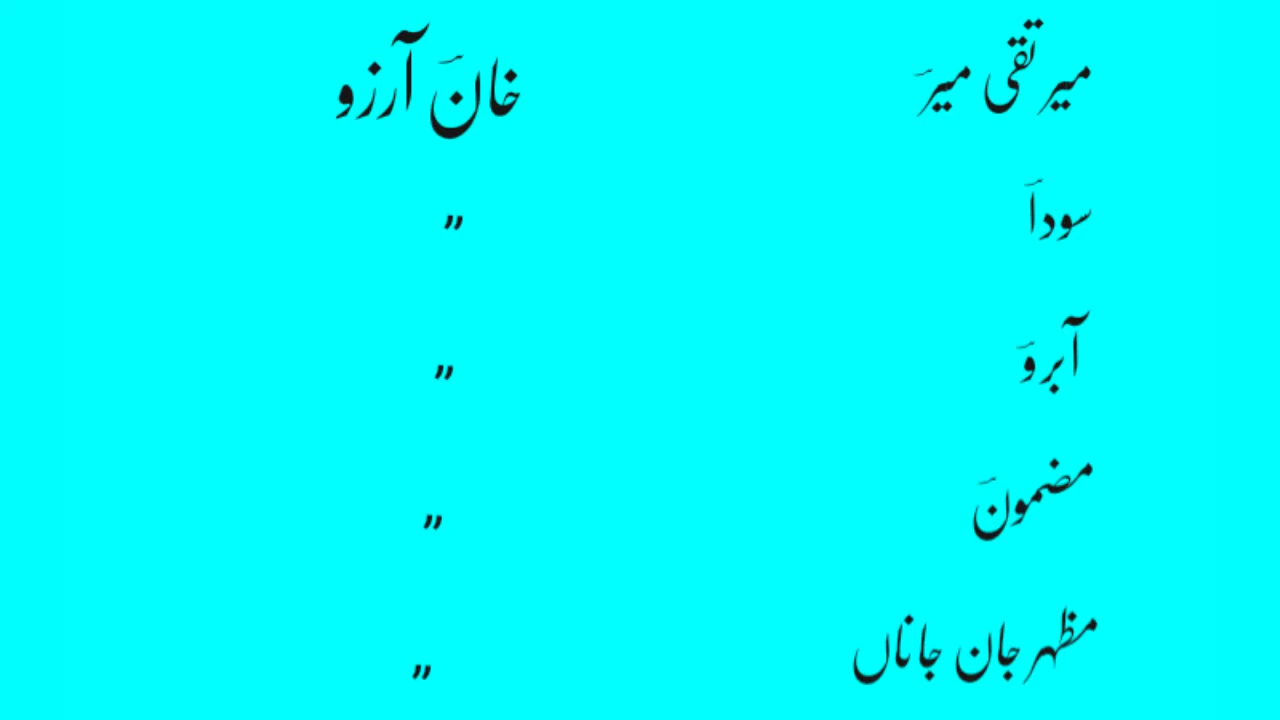 میر تقی میرؔ خانؔ آرزو
سوداؔ ”
آبروؔ ”
مضمونؔ ”
مظہر جان جاناں ”